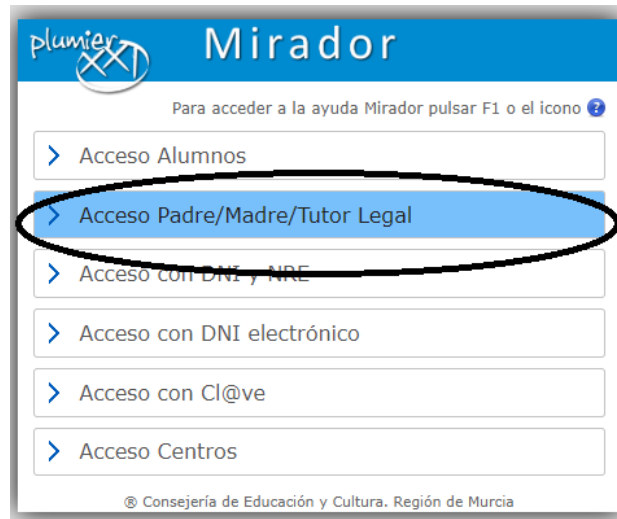 plumier XXI
Mirador
Para acceder a la ayuda Mirador pulsar F1 o el icono ?
Acceso Alumnos
Acceso Padre/Madre/Tutor Legal
Acceso con DNI y NRE
Acceso con DNI electrónico
Acceso con Cl@ve
Acceso Centros
® Consejería de Educación y Cultura. Región de Murcia